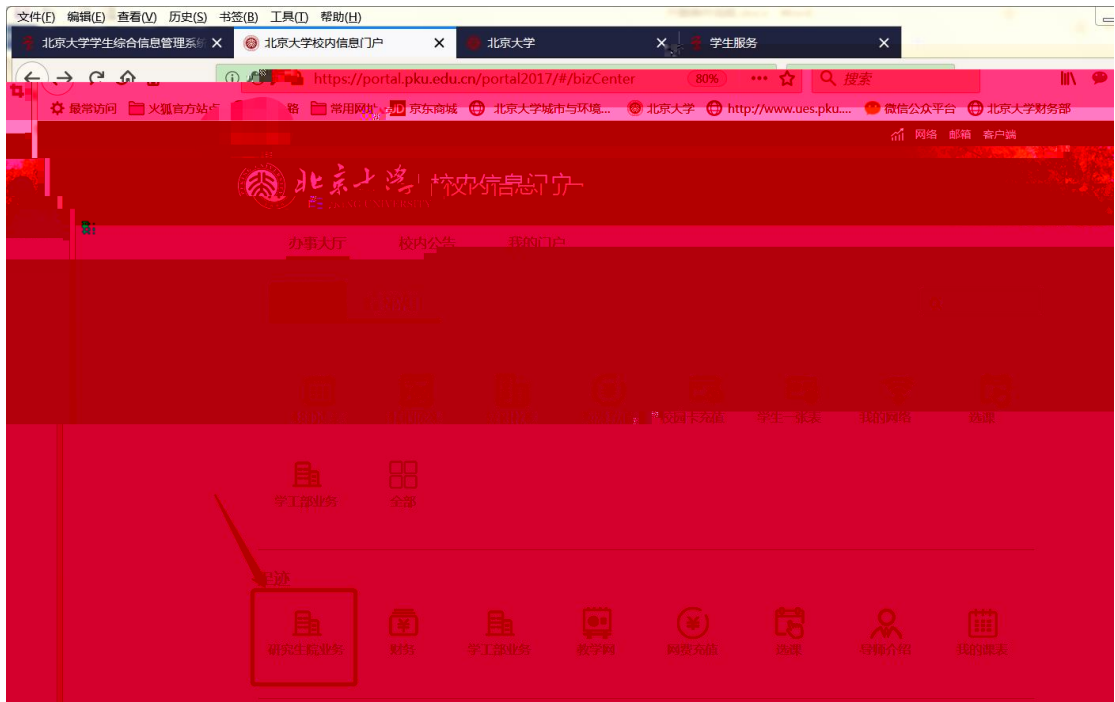 文件(F) 编辑(E) 查看(V) 历史(S) 书签(B) 工具(T) 帮助(H)
北京大学学生综合信息管理系统 北京大学校内信息门户 北京大学 学生服务
https://portal.pku.edu.cn/portal2017/#/bizCenter 80% 搜索
最常访问 火狐官方站点 常用网址 JD 京东商城 北京大学城市与环境... 北京大学 http://www.ues.pku.... 微信公众平台 北京大学财务部
网络 邮箱 客户端
北京大学 校内信息门户
办事大厅 校内公告 我的门户
校园卡充值 学生一张表 我的网络 选课
学工部业务 全部
足迹
研究生院业务 财务 学工部业务 教学网 网费充值 选课 导师介绍 我的课表